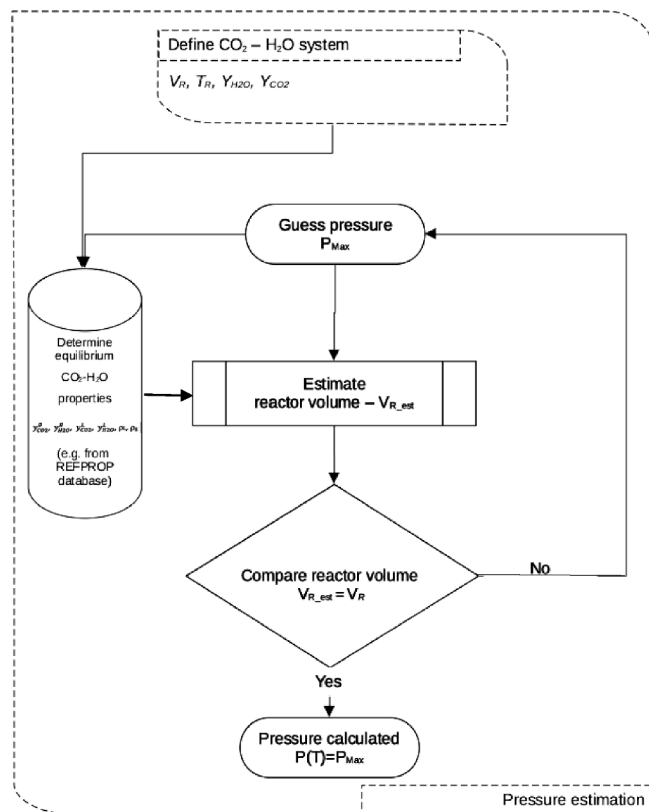 Define CO₂ – H₂O system
V_R, T_R, Y_H2O, Y_CO2
Guess pressure
P_Max
Determine
equilibrium
CO₂-H₂O
properties
(e.g. from
REFPROP
database)
Estimate
reactor volume – V_R_est
Compare reactor volume
V_R_est = V_R
No
Yes
Pressure calculated
P(T)=P_Max
Pressure estimation